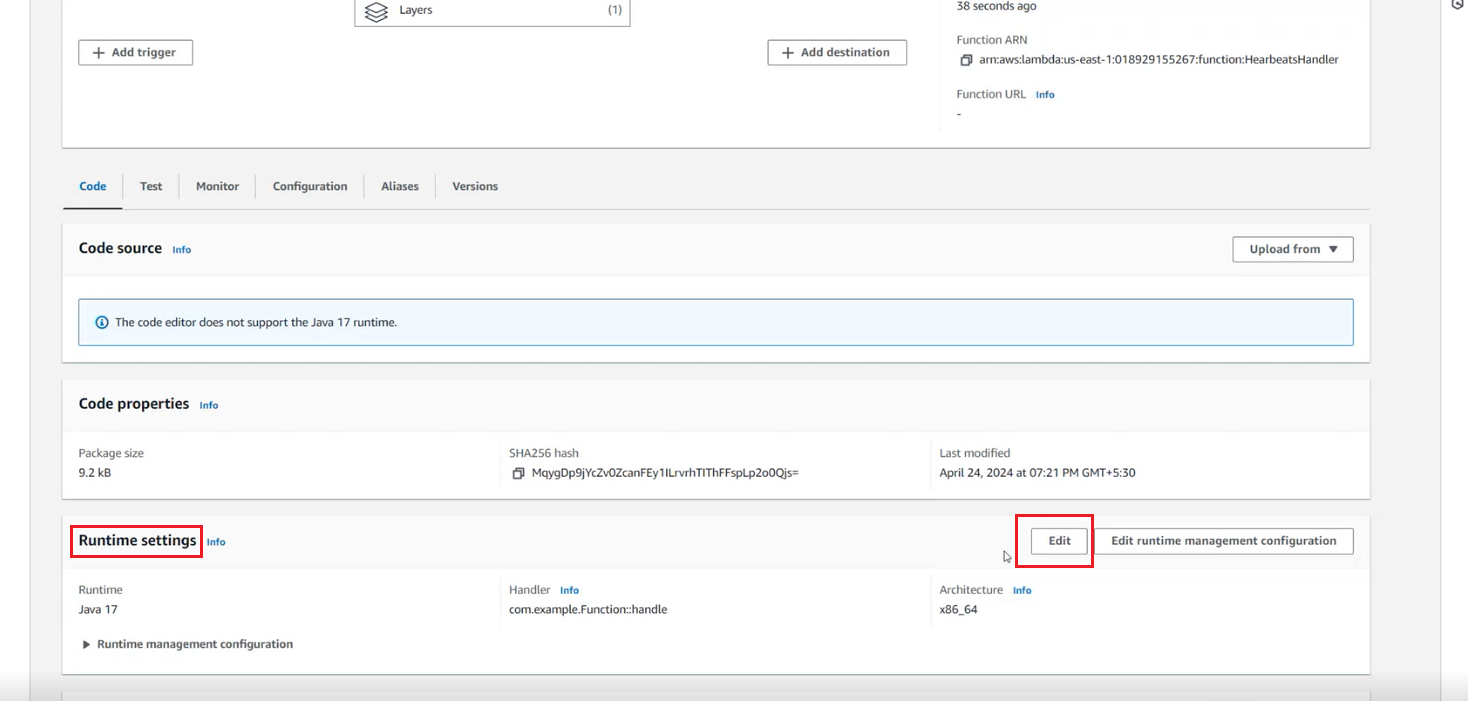 Layers (1)
38 seconds ago
Add trigger
Add destination
Function ARN
arn:aws:lambda:us-east-1:018929155267:function:HearbeatsHandler
Function URL Info
-
Code Test Monitor Configuration Aliases Versions
Code source Info
Upload from
The code editor does not support the Java 17 runtime.
Code properties Info
Package size SHA256 hash Last modified
9.2 kB MqygDp9jYcZv0ZcanFEy1ILrvrhTIThFFspLp2o0Qjs= April 24, 2024 at 07:21 PM GMT+5:30
Runtime settings Info
Edit Edit runtime management configuration
Runtime Handler Info Architecture Info
Java 17 com.example.Function::handle x86_64
Runtime management configuration